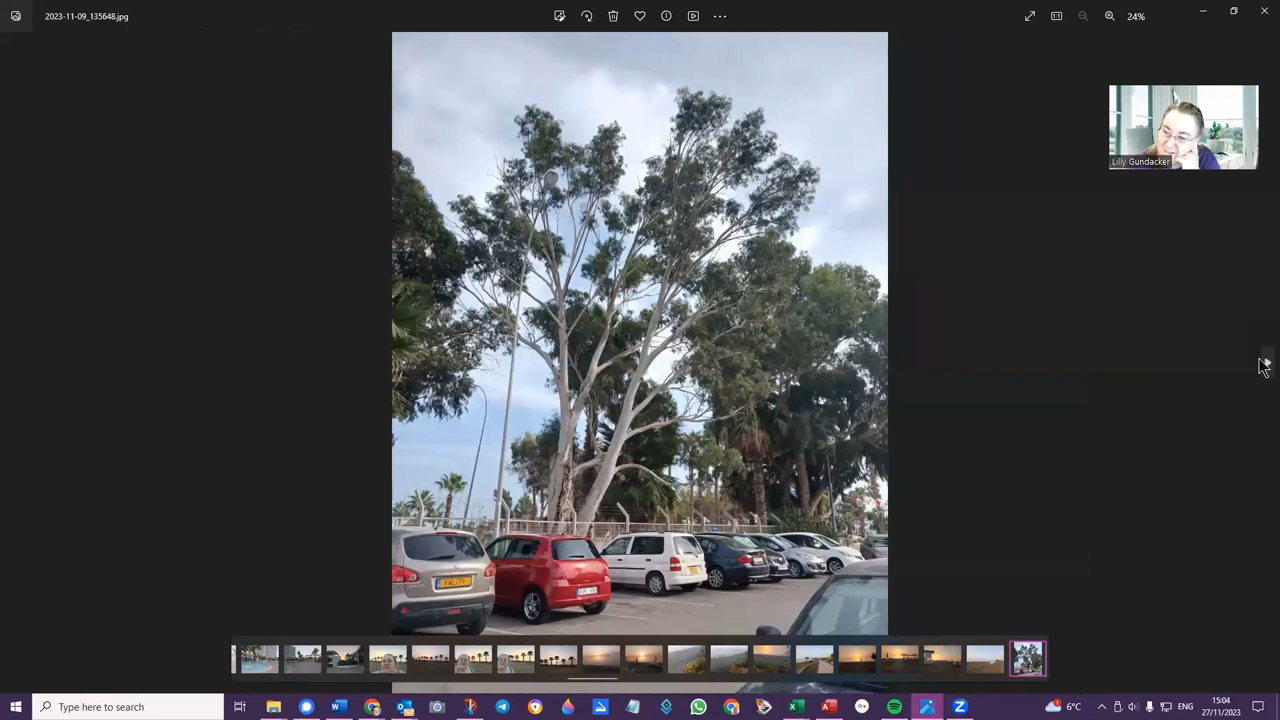 2023-11-09_135648.jpg
24%
Lilly Gundacker
Type here to search
6°C
ENG
15:04
27/11/2023